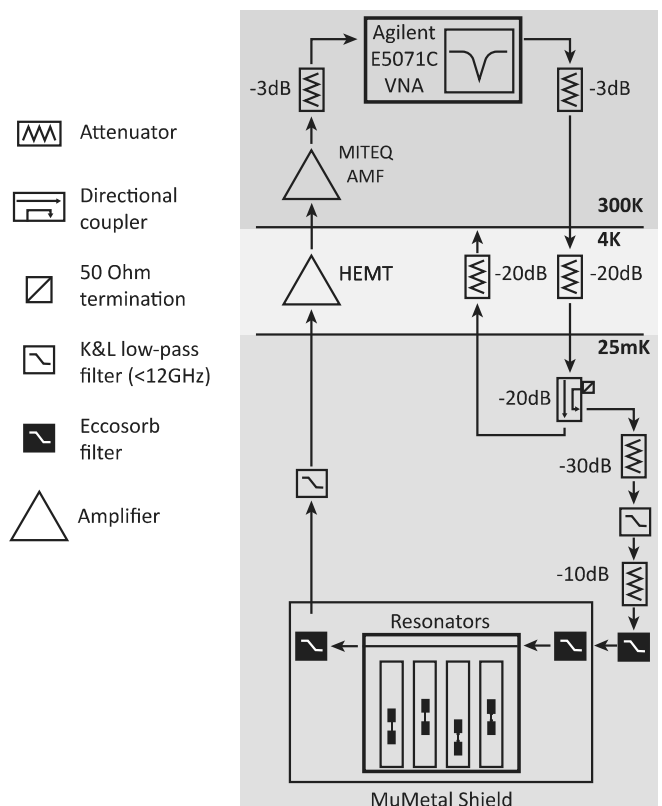 Attenuator
Directional
coupler
50 Ohm
termination
K&L low-pass
filter (<12GHz)
Eccosorb
filter
Amplifier
Agilent
E5071C
VNA
-3dB
-3dB
MITEQ
AMF
300K
4K
HEMT
-20dB
-20dB
25mK
-20dB
-30dB
-10dB
Resonators
MuMetal Shield